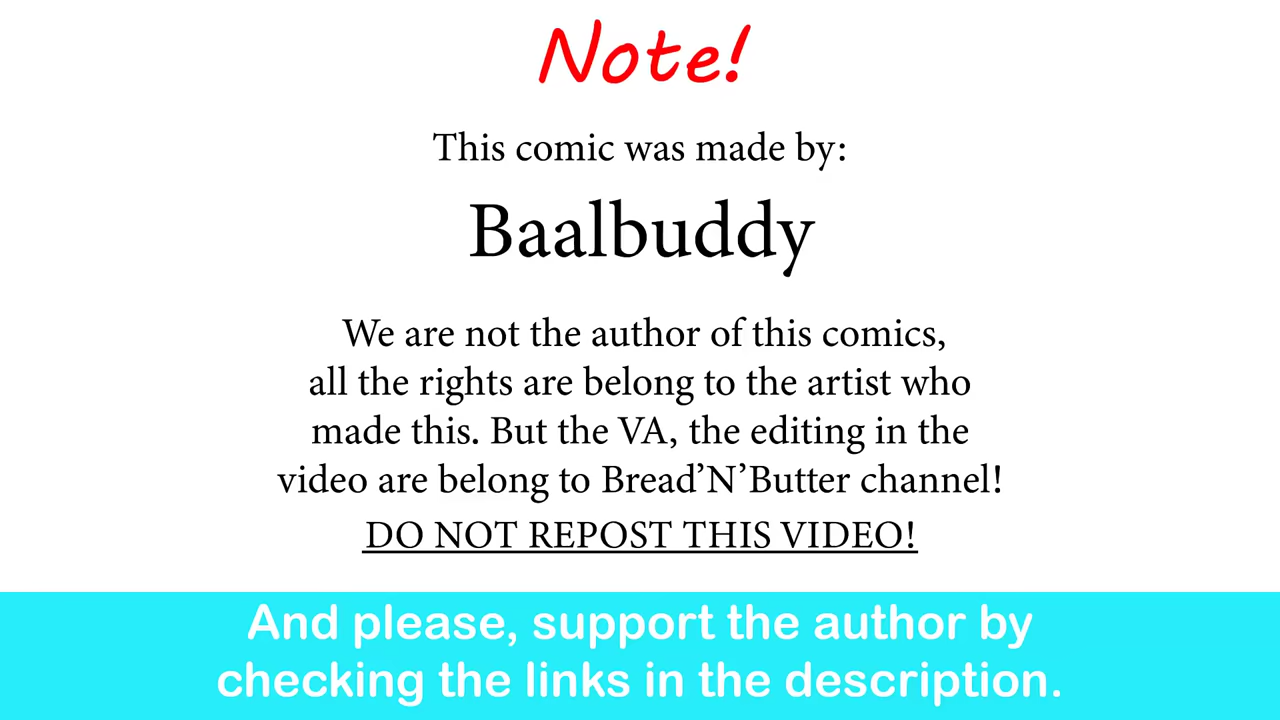 Note!
This comic was made by:
Baalbuddy
We are not the author of this comics,
all the rights are belong to the artist who
made this. But the VA, the editing in the
video are belong to Bread’N’Butter channel!
DO NOT REPOST THIS VIDEO!
And please, support the author by
checking the links in the description.